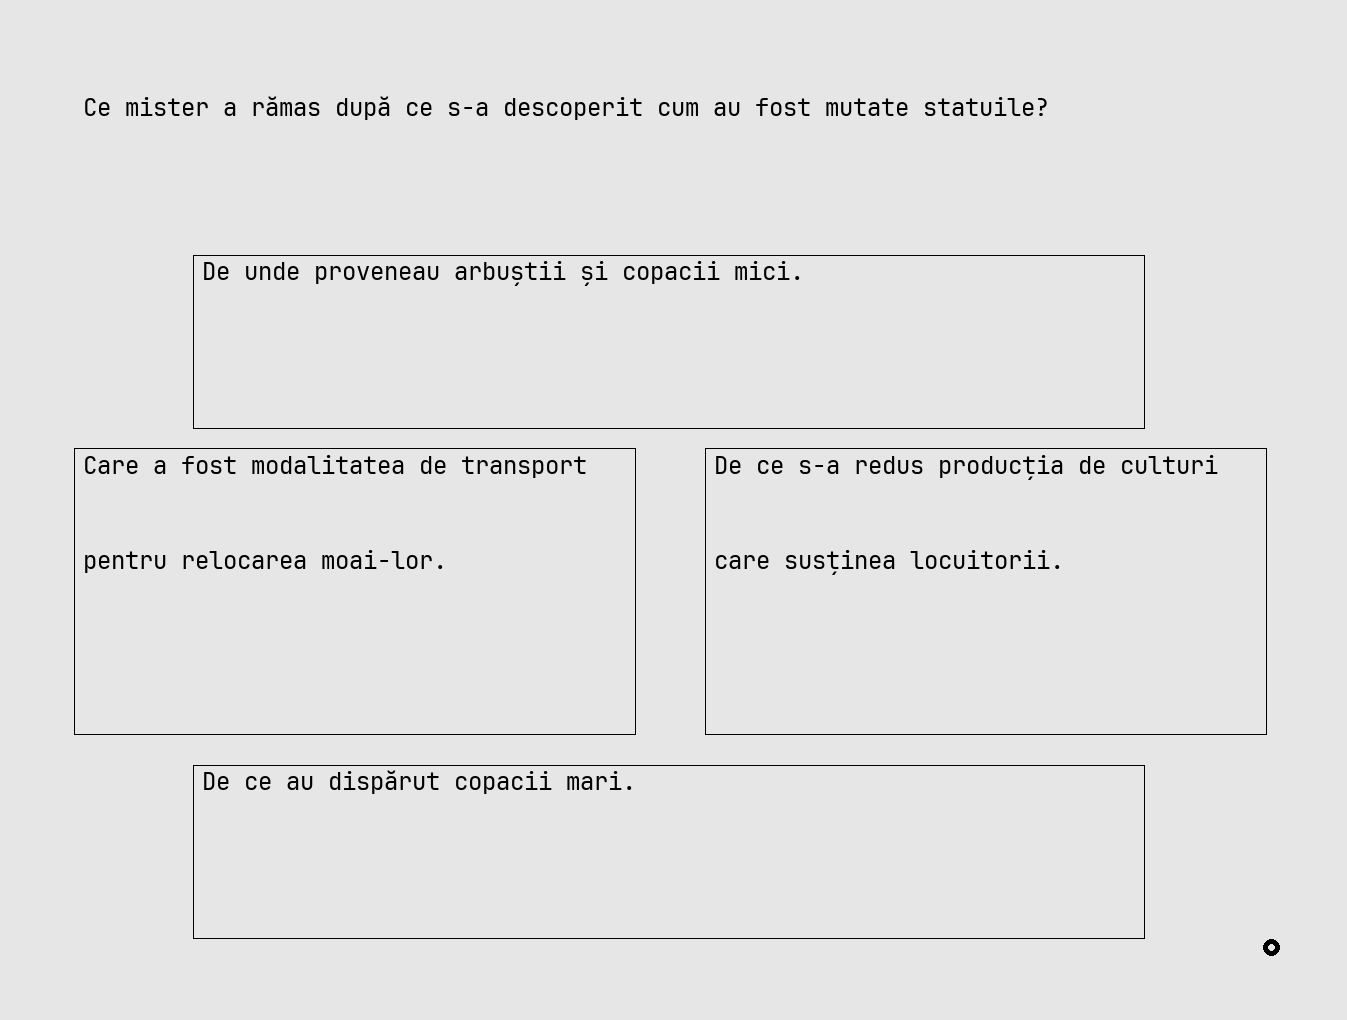 Ce mister a rămas după ce s-a descoperit cum au fost mutate statuile?
De unde proveneau arbuștii și copacii mici.
Care a fost modalitatea de transport
pentru relocarea moai-lor.
De ce s-a redus producția de culturi
care susținea locuitorii.
De ce au dispărut copacii mari.